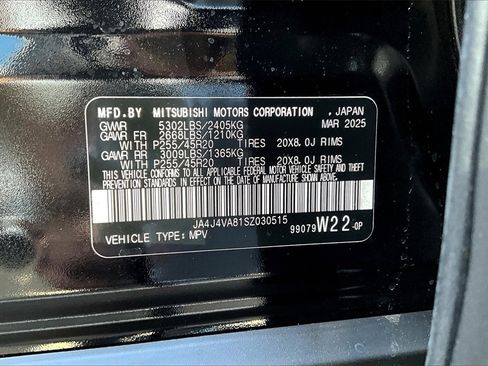 MFD.BY MITSUBISHI MOTORS CORPORATION , JAPAN
GVWR 5302LBS/2405KG MAR 2025
GAWR FR 2668LBS/1210KG
WITH P255/45R20 TIRES 20X8.0J RIMS
GAWR RR 3009LBS/1365KG
WITH P255/45R20 TIRES 20X8.0J RIMS
THIS VEHICLE CONFORMS TO ALL APPLICABLE FEDERAL MOTOR VEHICLE SAFETY AND THEFT
PREVENTION STANDARDS IN EFFECT ON THE DATE OF MANUFACTURE SHOWN ABOVE.
JA4J4VA81SZ030515
VEHICLE TYPE: MPV 99079 W22-0P